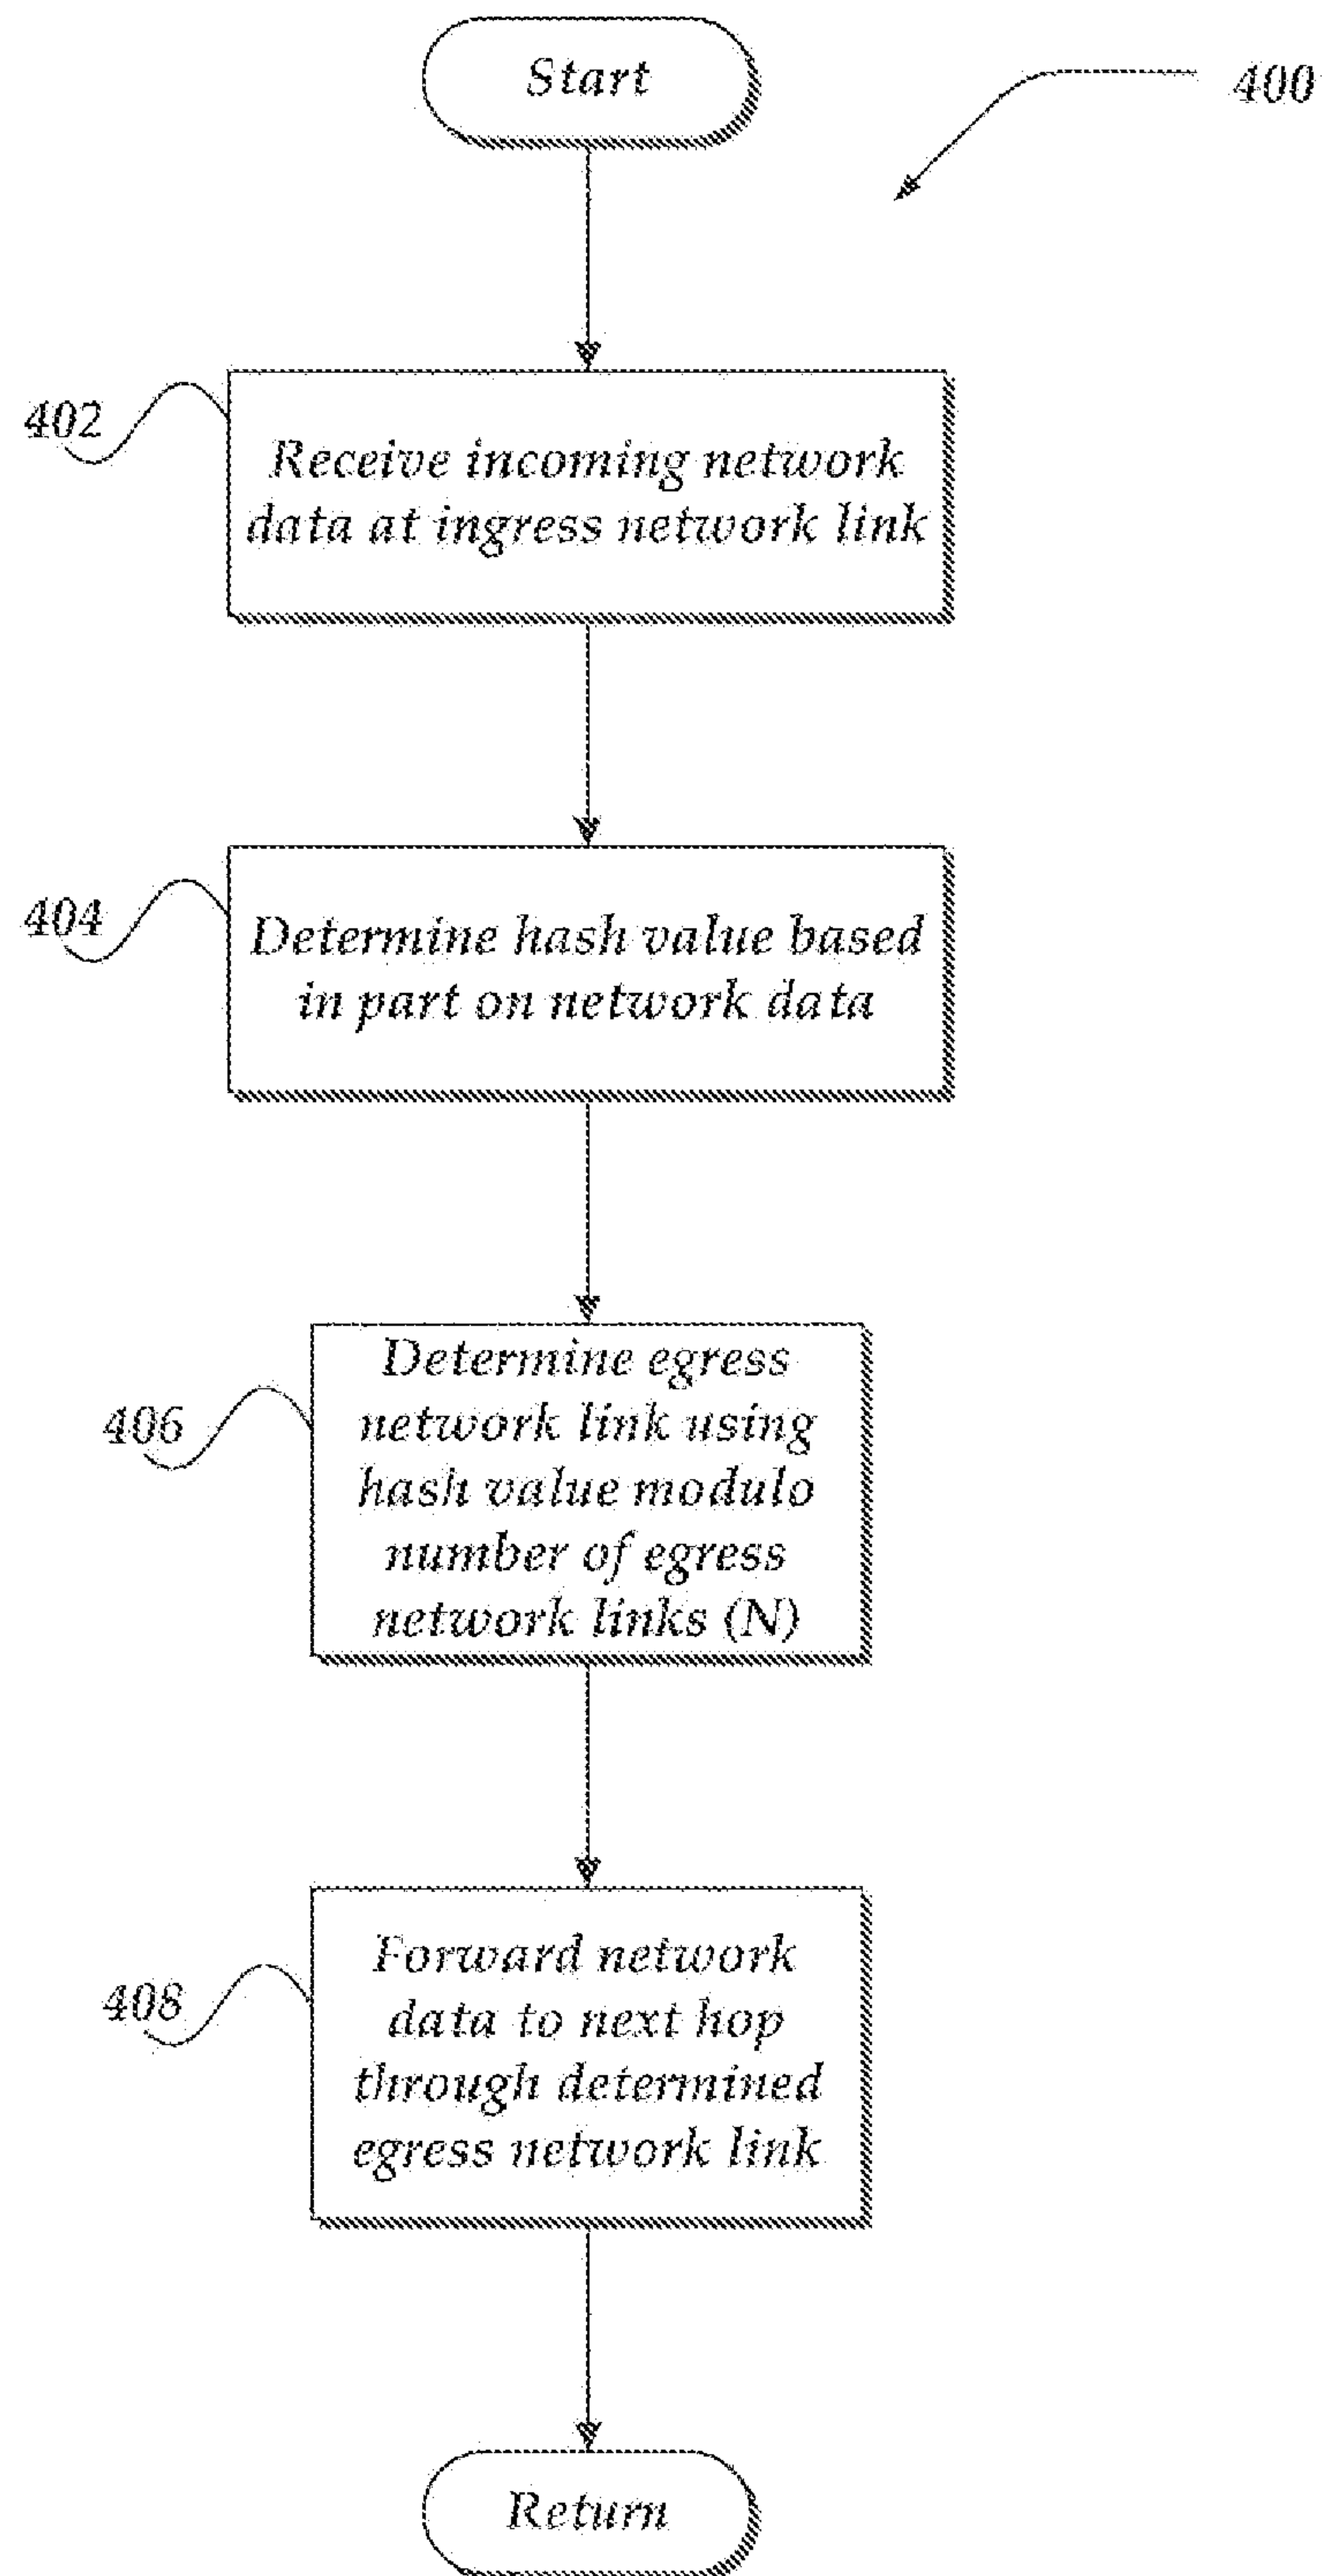 Start
400
402
Receive incoming network
data at ingress network link
404
Determine hash value based
in part on network data
406
Determine egress
network link using
hash value modulo
number of egress
network links (N)
408
Forward network
data to next hop
through determined
egress network link
Return